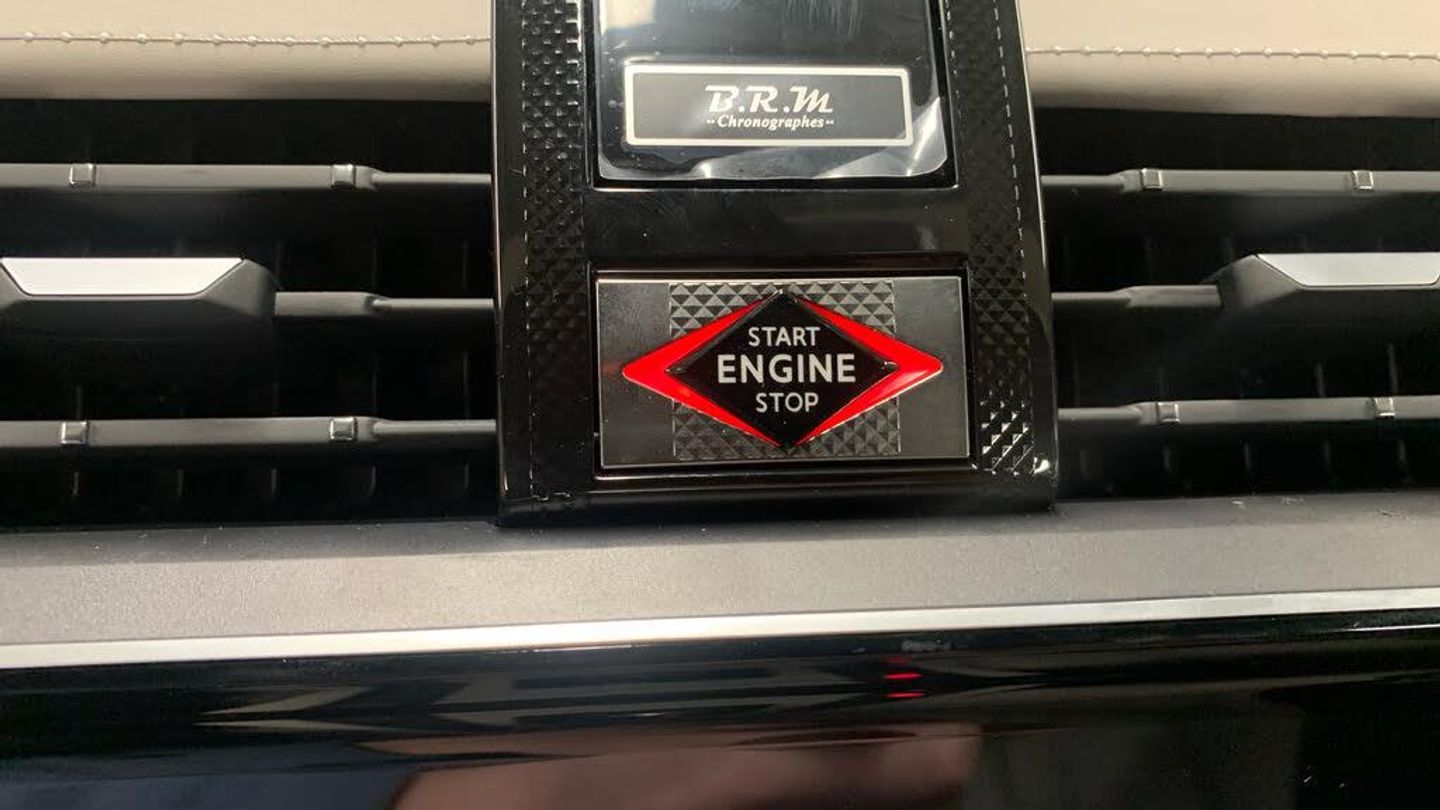 B.R.M
-Chronographes-
START
ENGINE
STOP